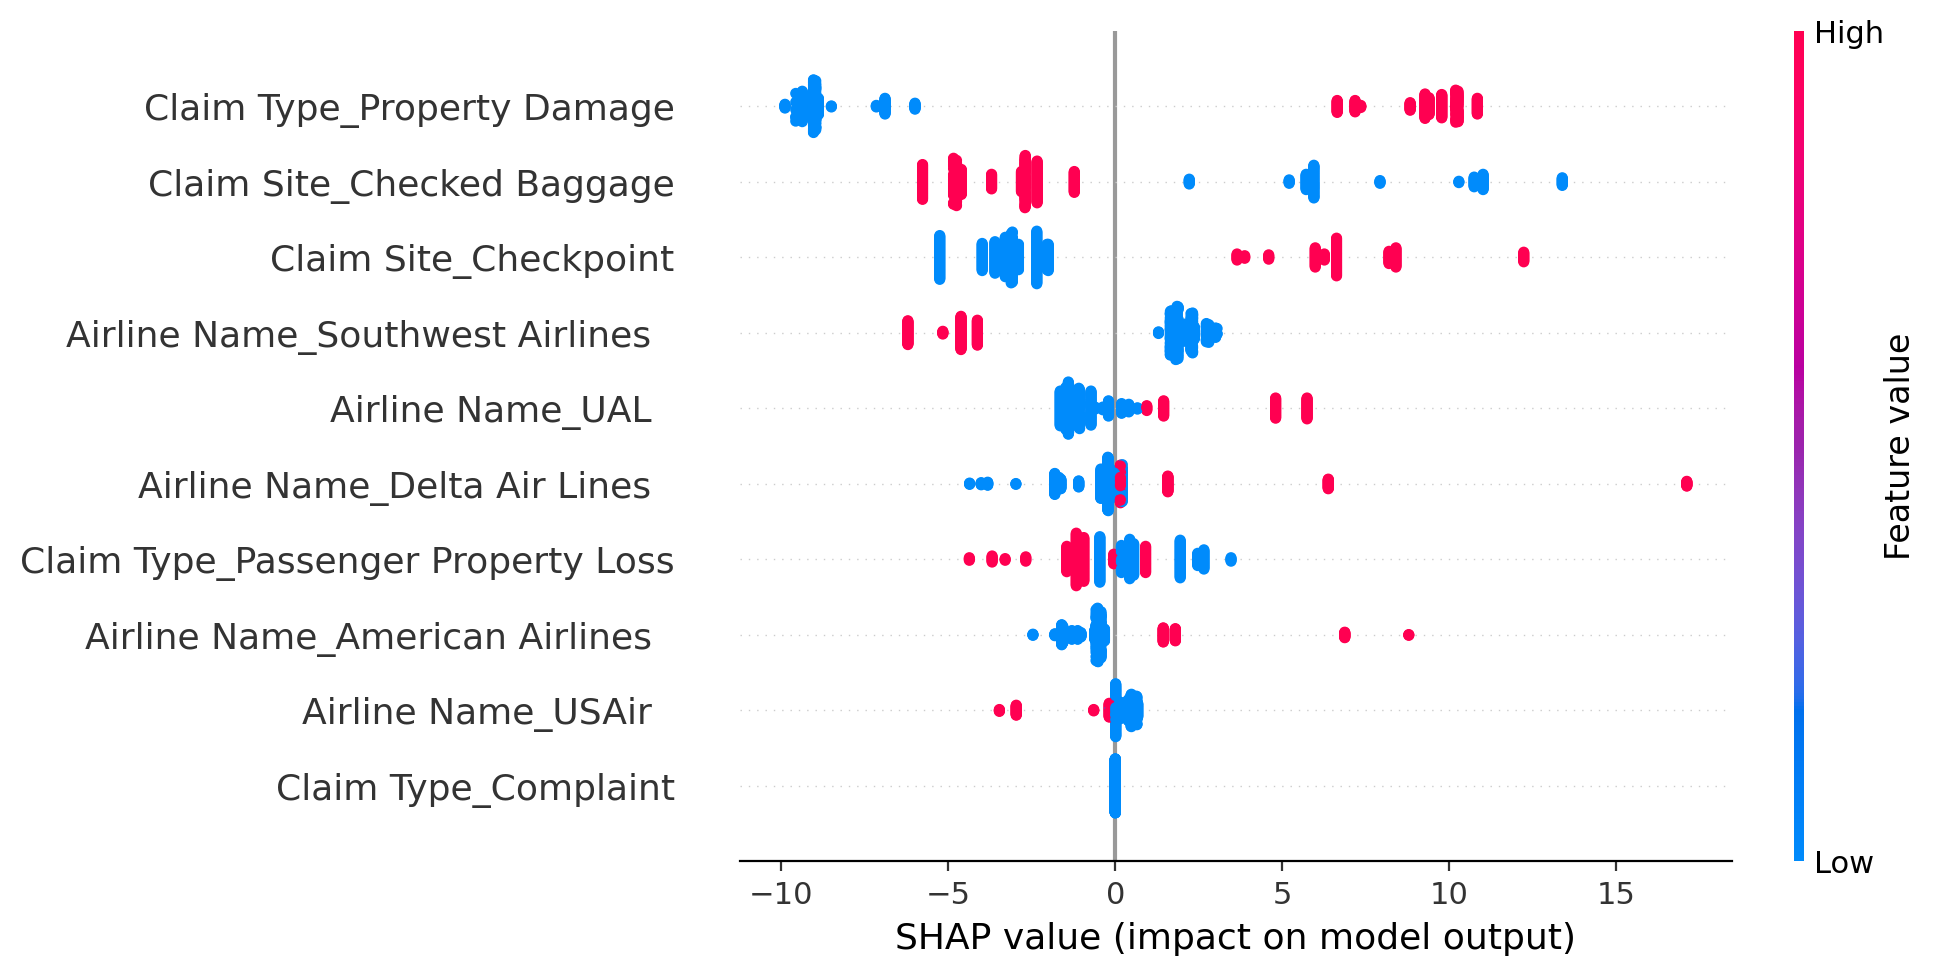 High
Claim Type_Property Damage
Claim Site_Checked Baggage
Claim Site_Checkpoint
Airline Name_Southwest Airlines
Airline Name_UAL
Airline Name_Delta Air Lines
Claim Type_Passenger Property Loss
Airline Name_American Airlines
Airline Name_USAir
Claim Type_Complaint
Feature value
Low
−10 −5 0 5 10 15
SHAP value (impact on model output)